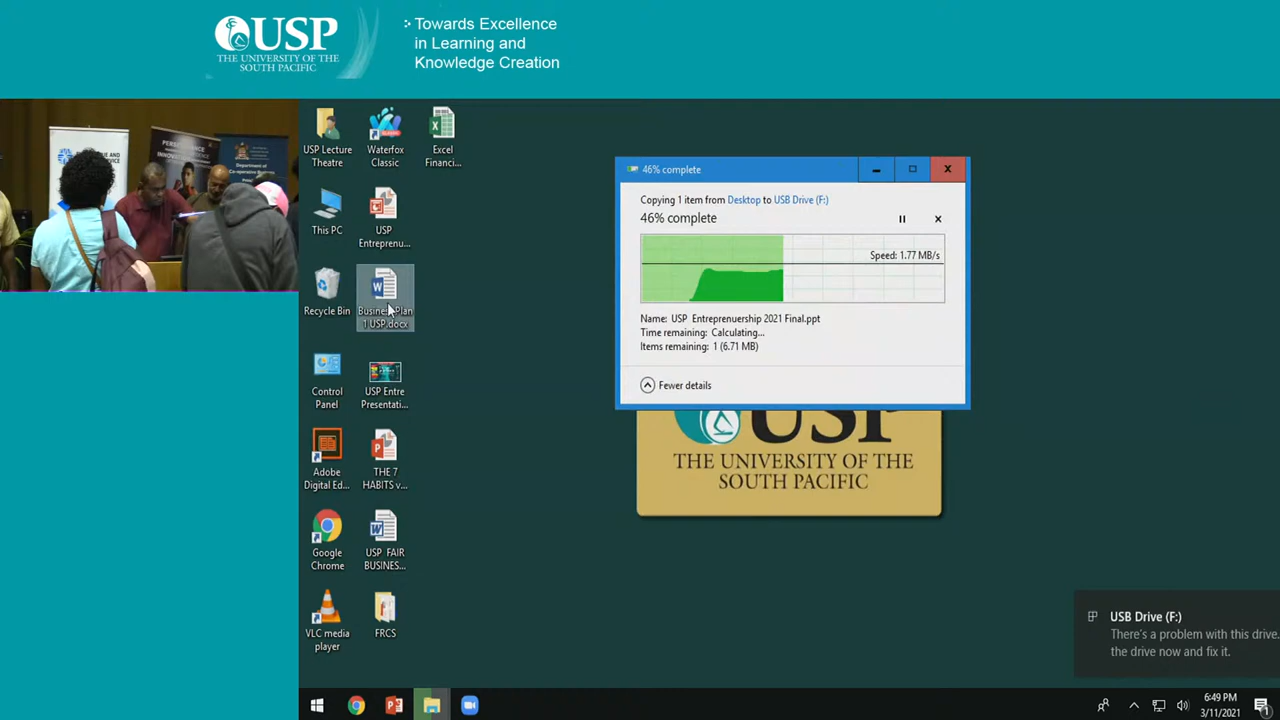 USP
THE UNIVERSITY OF THE
SOUTH PACIFIC
Towards Excellence
in Learning and
Knowledge Creation
USP Lecture
Theatre
Waterfox
Classic
Excel
Financi...
This PC
USP
Entreprenu...
Recycle Bin
Business Plan
1 USP.docx
Control
Panel
USP Entre
Presentati...
Adobe
Digital Ed...
THE 7
HABITS v...
Google
Chrome
USP FAIR
BUSINES...
VLC media
player
FRCS
46% complete
Copying 1 item from Desktop to USB Drive (F:)
46% complete
Speed: 1.77 MB/s
Name: USP Entreprenuership 2021 Final.ppt
Time remaining: Calculating...
Items remaining: 1 (6.71 MB)
Fewer details
USP
THE UNIVERSITY OF THE
SOUTH PACIFIC
USB Drive (F:)
There's a problem with this drive.
the drive now and fix it.
6:49 PM
3/11/2021